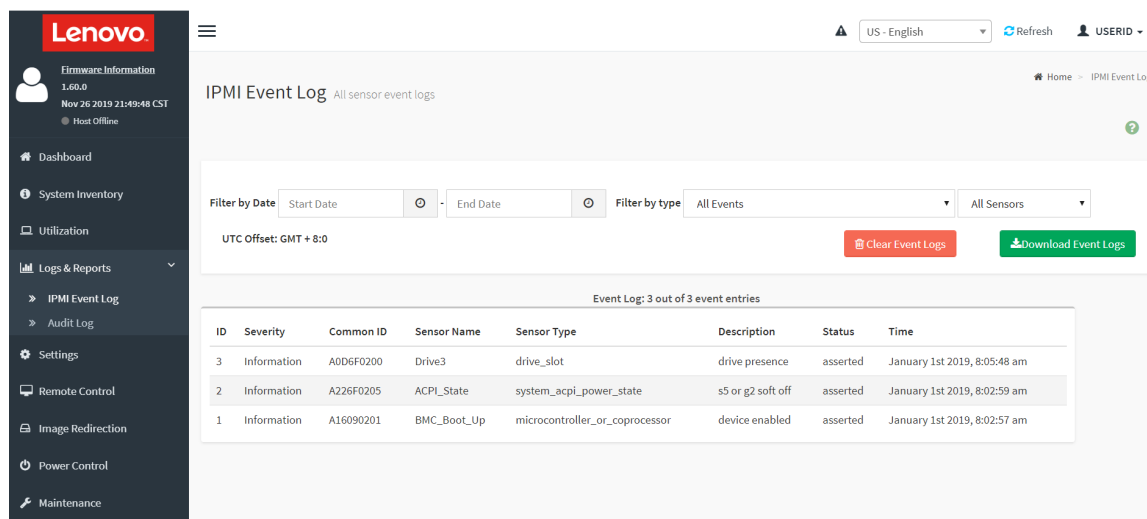 Lenovo
US - English
Refresh
USERID
Firmware Information
1.60.0
Nov 26 2019 21:49:48 CST
Host Offline
Home > IPMI Event Lo
IPMI Event Log All sensor event logs
Dashboard
System Inventory
Utilization
Logs & Reports
IPMI Event Log
Audit Log
Settings
Remote Control
Image Redirection
Power Control
Maintenance
Filter by Date Start Date - End Date Filter by type All Events All Sensors
UTC Offset: GMT + 8:0 Clear Event Logs Download Event Logs
Event Log: 3 out of 3 event entries
ID Severity Common ID Sensor Name Sensor Type Description Status Time
3 Information A0D6F0200 Drive3 drive_slot drive presence asserted January 1st 2019, 8:05:48 am
2 Information A226F0205 ACPI_State system_acpi_power_state s5 or g2 soft off asserted January 1st 2019, 8:02:59 am
1 Information A16090201 BMC_Boot_Up microcontroller_or_coprocessor device enabled asserted January 1st 2019, 8:02:57 am